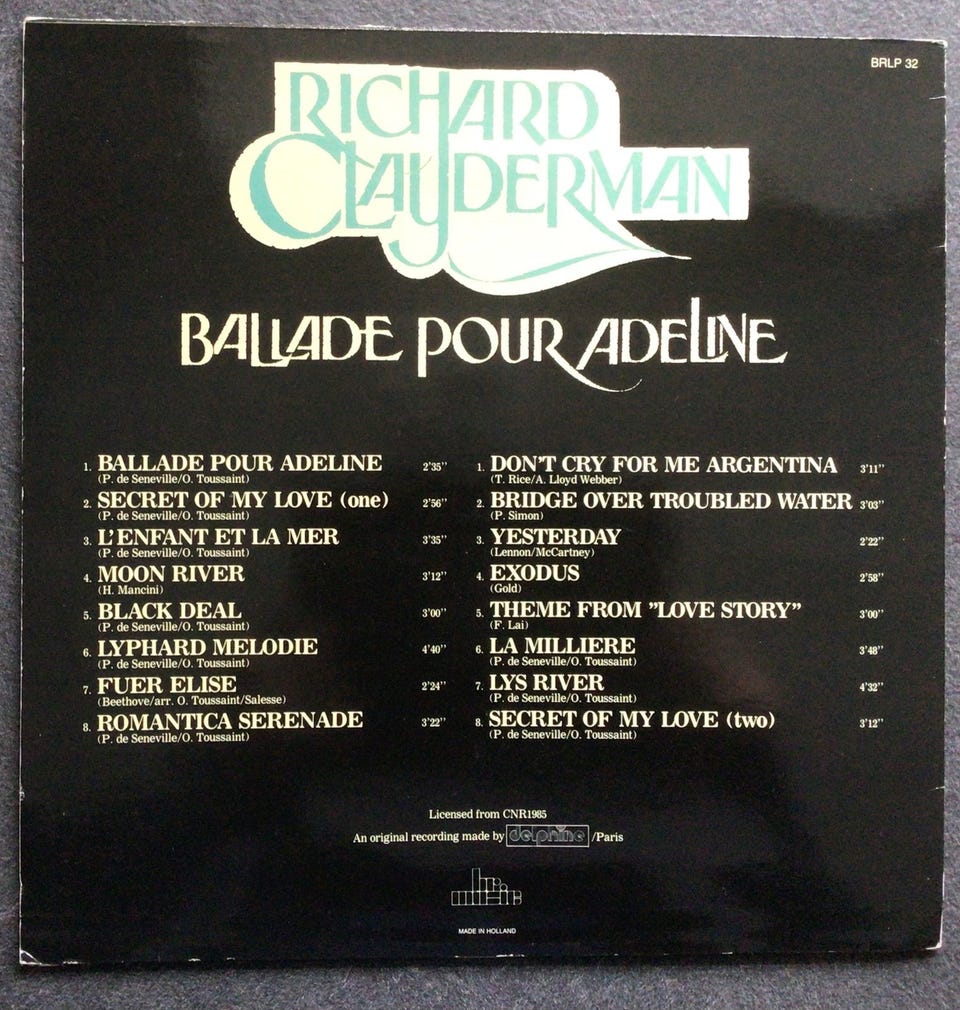 BRLP 32
RICHARD
CLAYDERMAN
BALLADE POUR ADELINE
1. BALLADE POUR ADELINE 2'35"
(P. de Seneville/O. Toussaint)
2. SECRET OF MY LOVE (one) 2'56"
(P. de Seneville/O. Toussaint)
3. L'ENFANT ET LA MER 3'35"
(P. de Seneville/O. Toussaint)
4. MOON RIVER 3'12"
(H. Mancini)
5. BLACK DEAL 3'00"
(P. de Seneville/O. Toussaint)
6. LYPHARD MELODIE 4'40"
(P. de Seneville/O. Toussaint)
7. FUER ELISE 2'24"
(Beethove/arr. O. Toussaint/Salesse)
8. ROMANTICA SERENADE 3'22"
(P. de Seneville/O. Toussaint)
1. DON'T CRY FOR ME ARGENTINA 3'11"
(T. Rice/A. Lloyd Webber)
2. BRIDGE OVER TROUBLED WATER 3'03"
(P. Simon)
3. YESTERDAY 2'22"
(Lennon/McCartney)
4. EXODUS 2'58"
(Gold)
5. THEME FROM "LOVE STORY" 3'00"
(F. Lai)
6. LA MILLIERE 3'48"
(P. de Seneville/O. Toussaint)
7. LYS RIVER 4'32"
(P. de Seneville/O. Toussaint)
8. SECRET OF MY LOVE (two) 3'12"
(P. de Seneville/O. Toussaint)
Licensed from CNR1985
An original recording made by delphine /Paris
br.
music
MADE IN HOLLAND